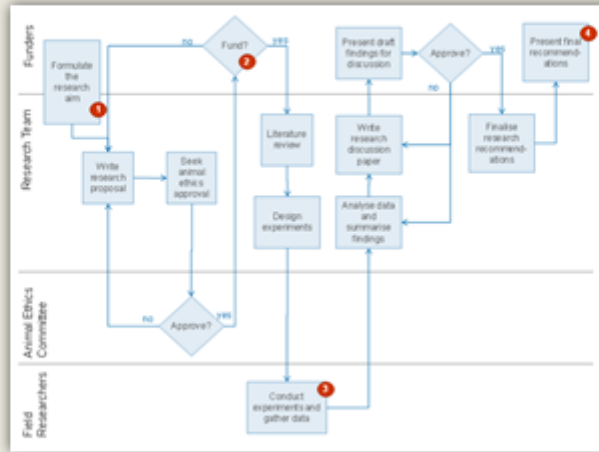 Funders
Formulate
the
research
aim
1
no
Fund?
yes
2
Present draft
findings for
discussion
Approve?
yes
no
Present final
recommend-
ations
4
Research Team
Write
research
proposal
Seek
animal
ethics
approval
Literature
review
Design
experiments
Write
research
discussion
paper
Analyse data
and
summarise
findings
Finalise
research
recommend-
ations
Animal Ethics
Committee
no
Approve?
yes
Field
Researchers
Conduct
experiments and
gather data
3